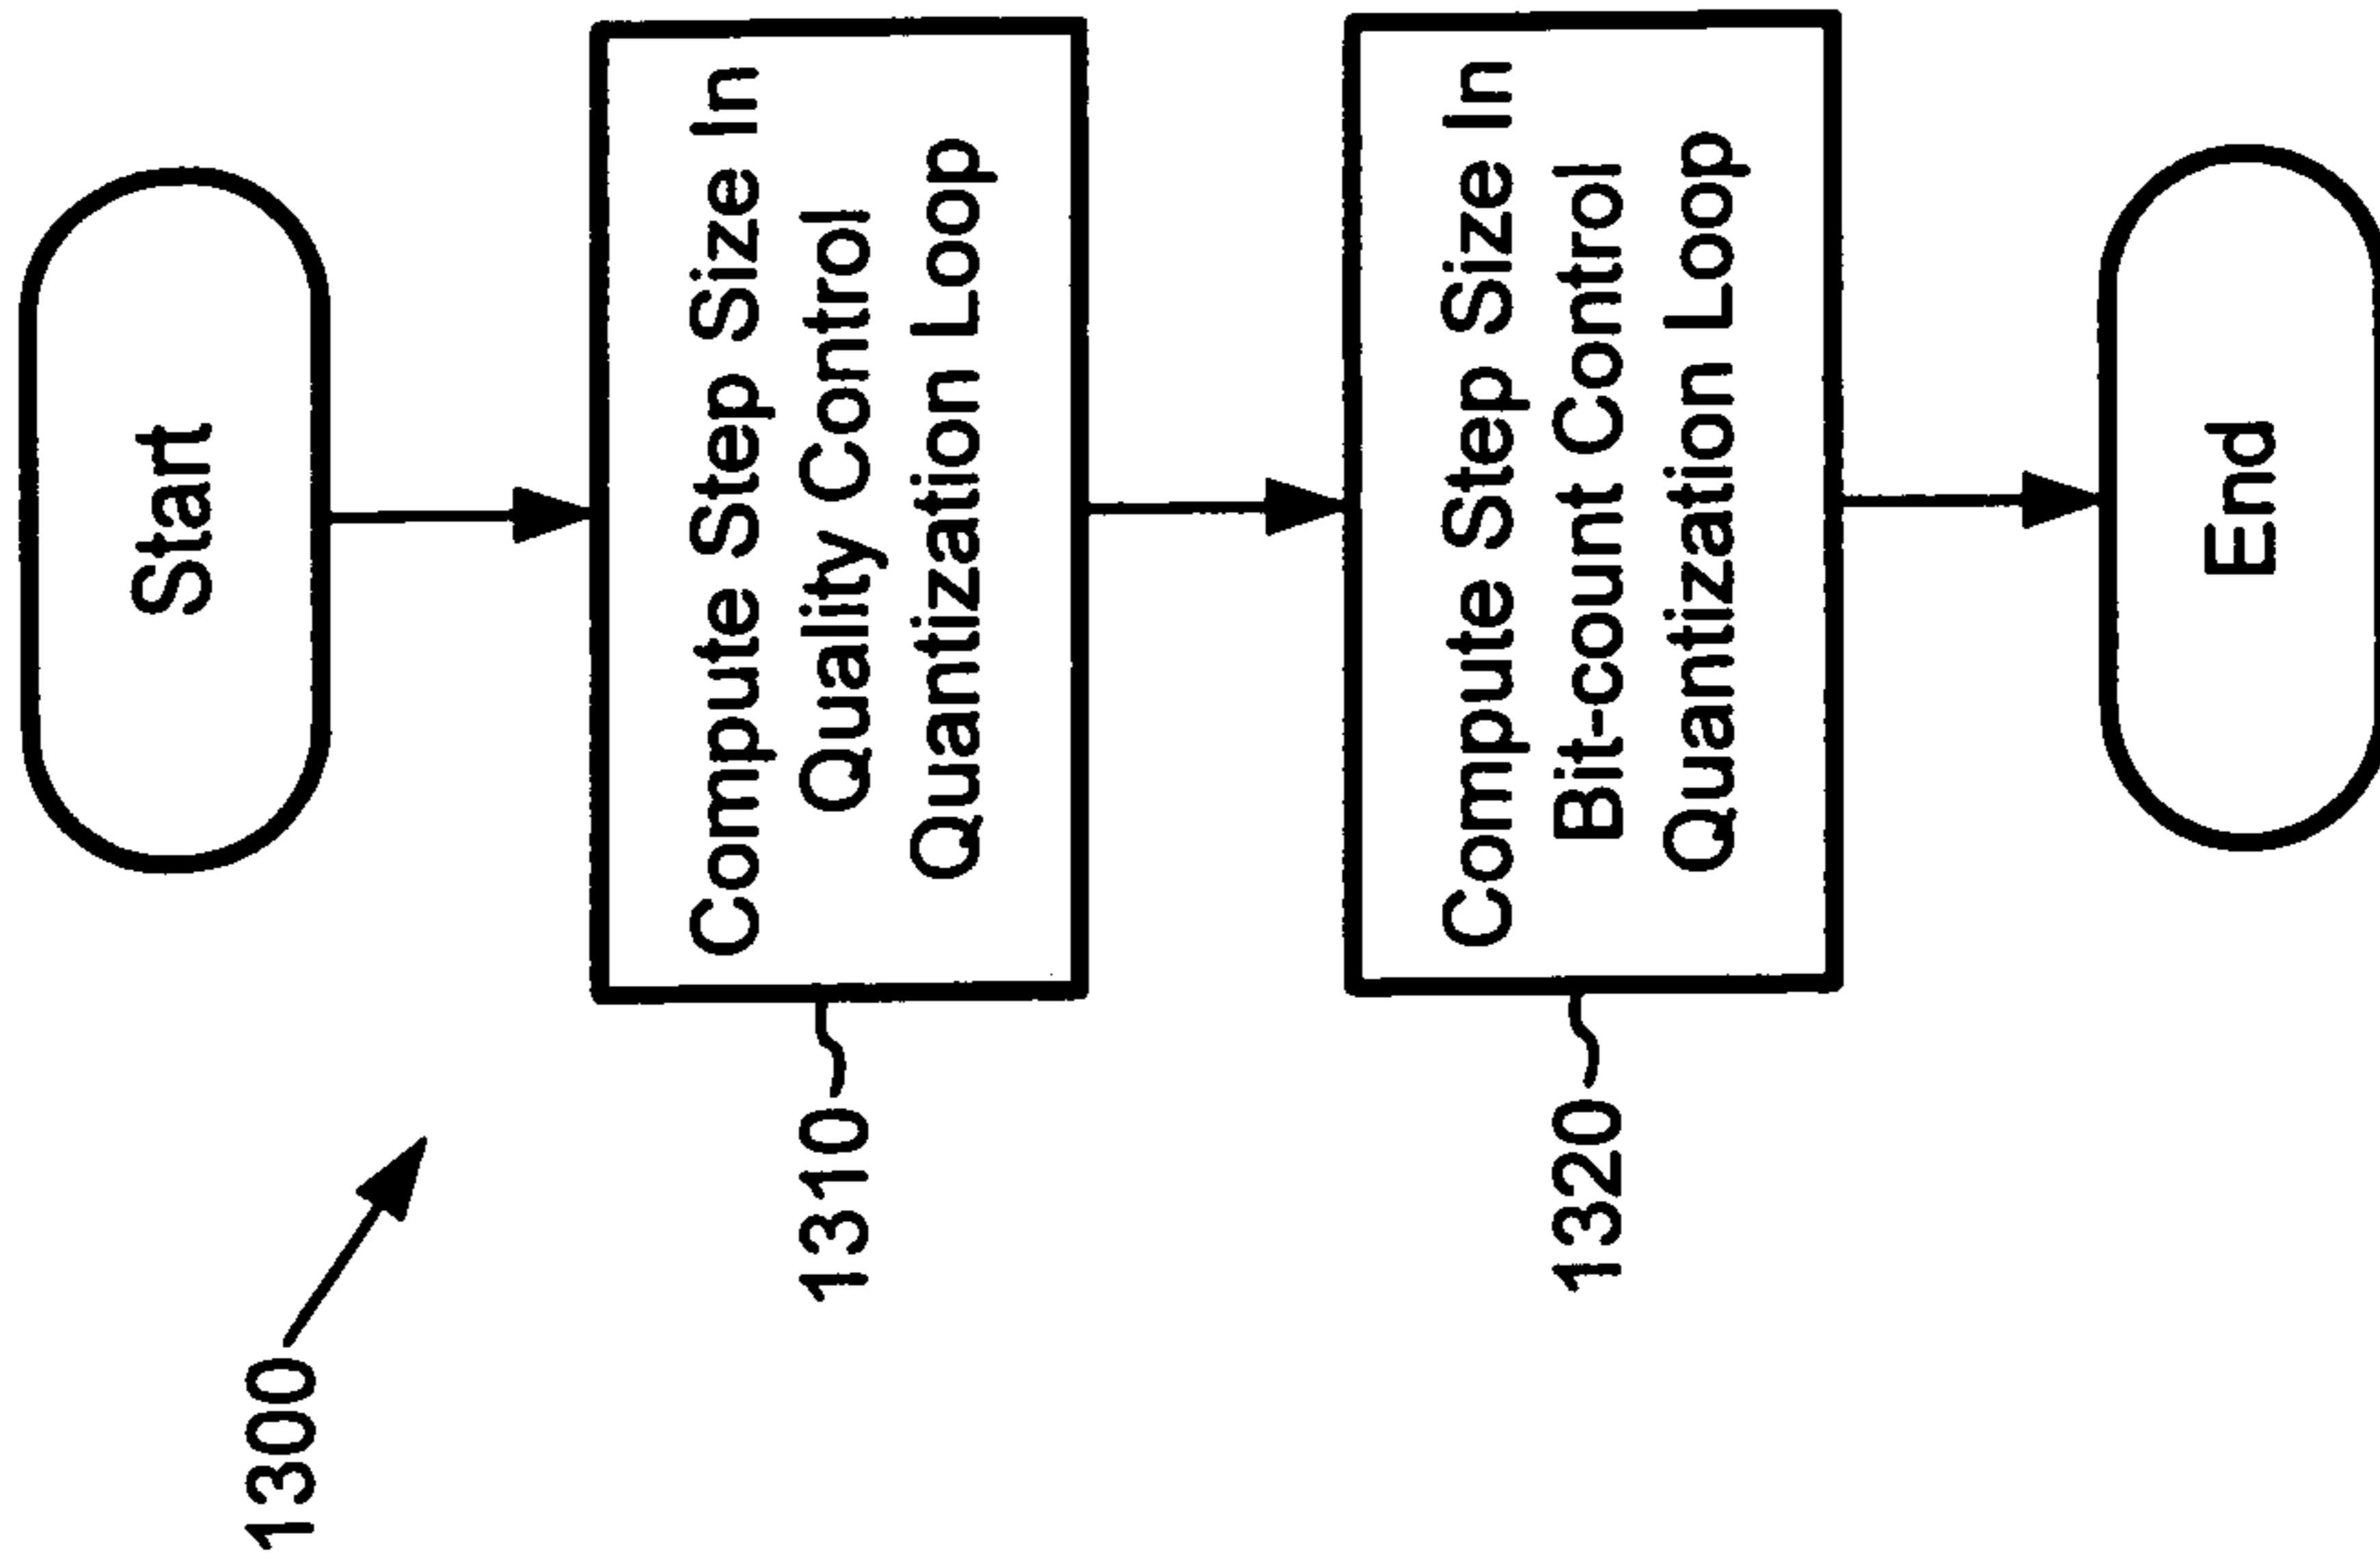 1300
Start
1310
Compute Step Size In
Quality Control
Quantization Loop
1320
Compute Step Size In
Bit-count Control
Quantization Loop
End